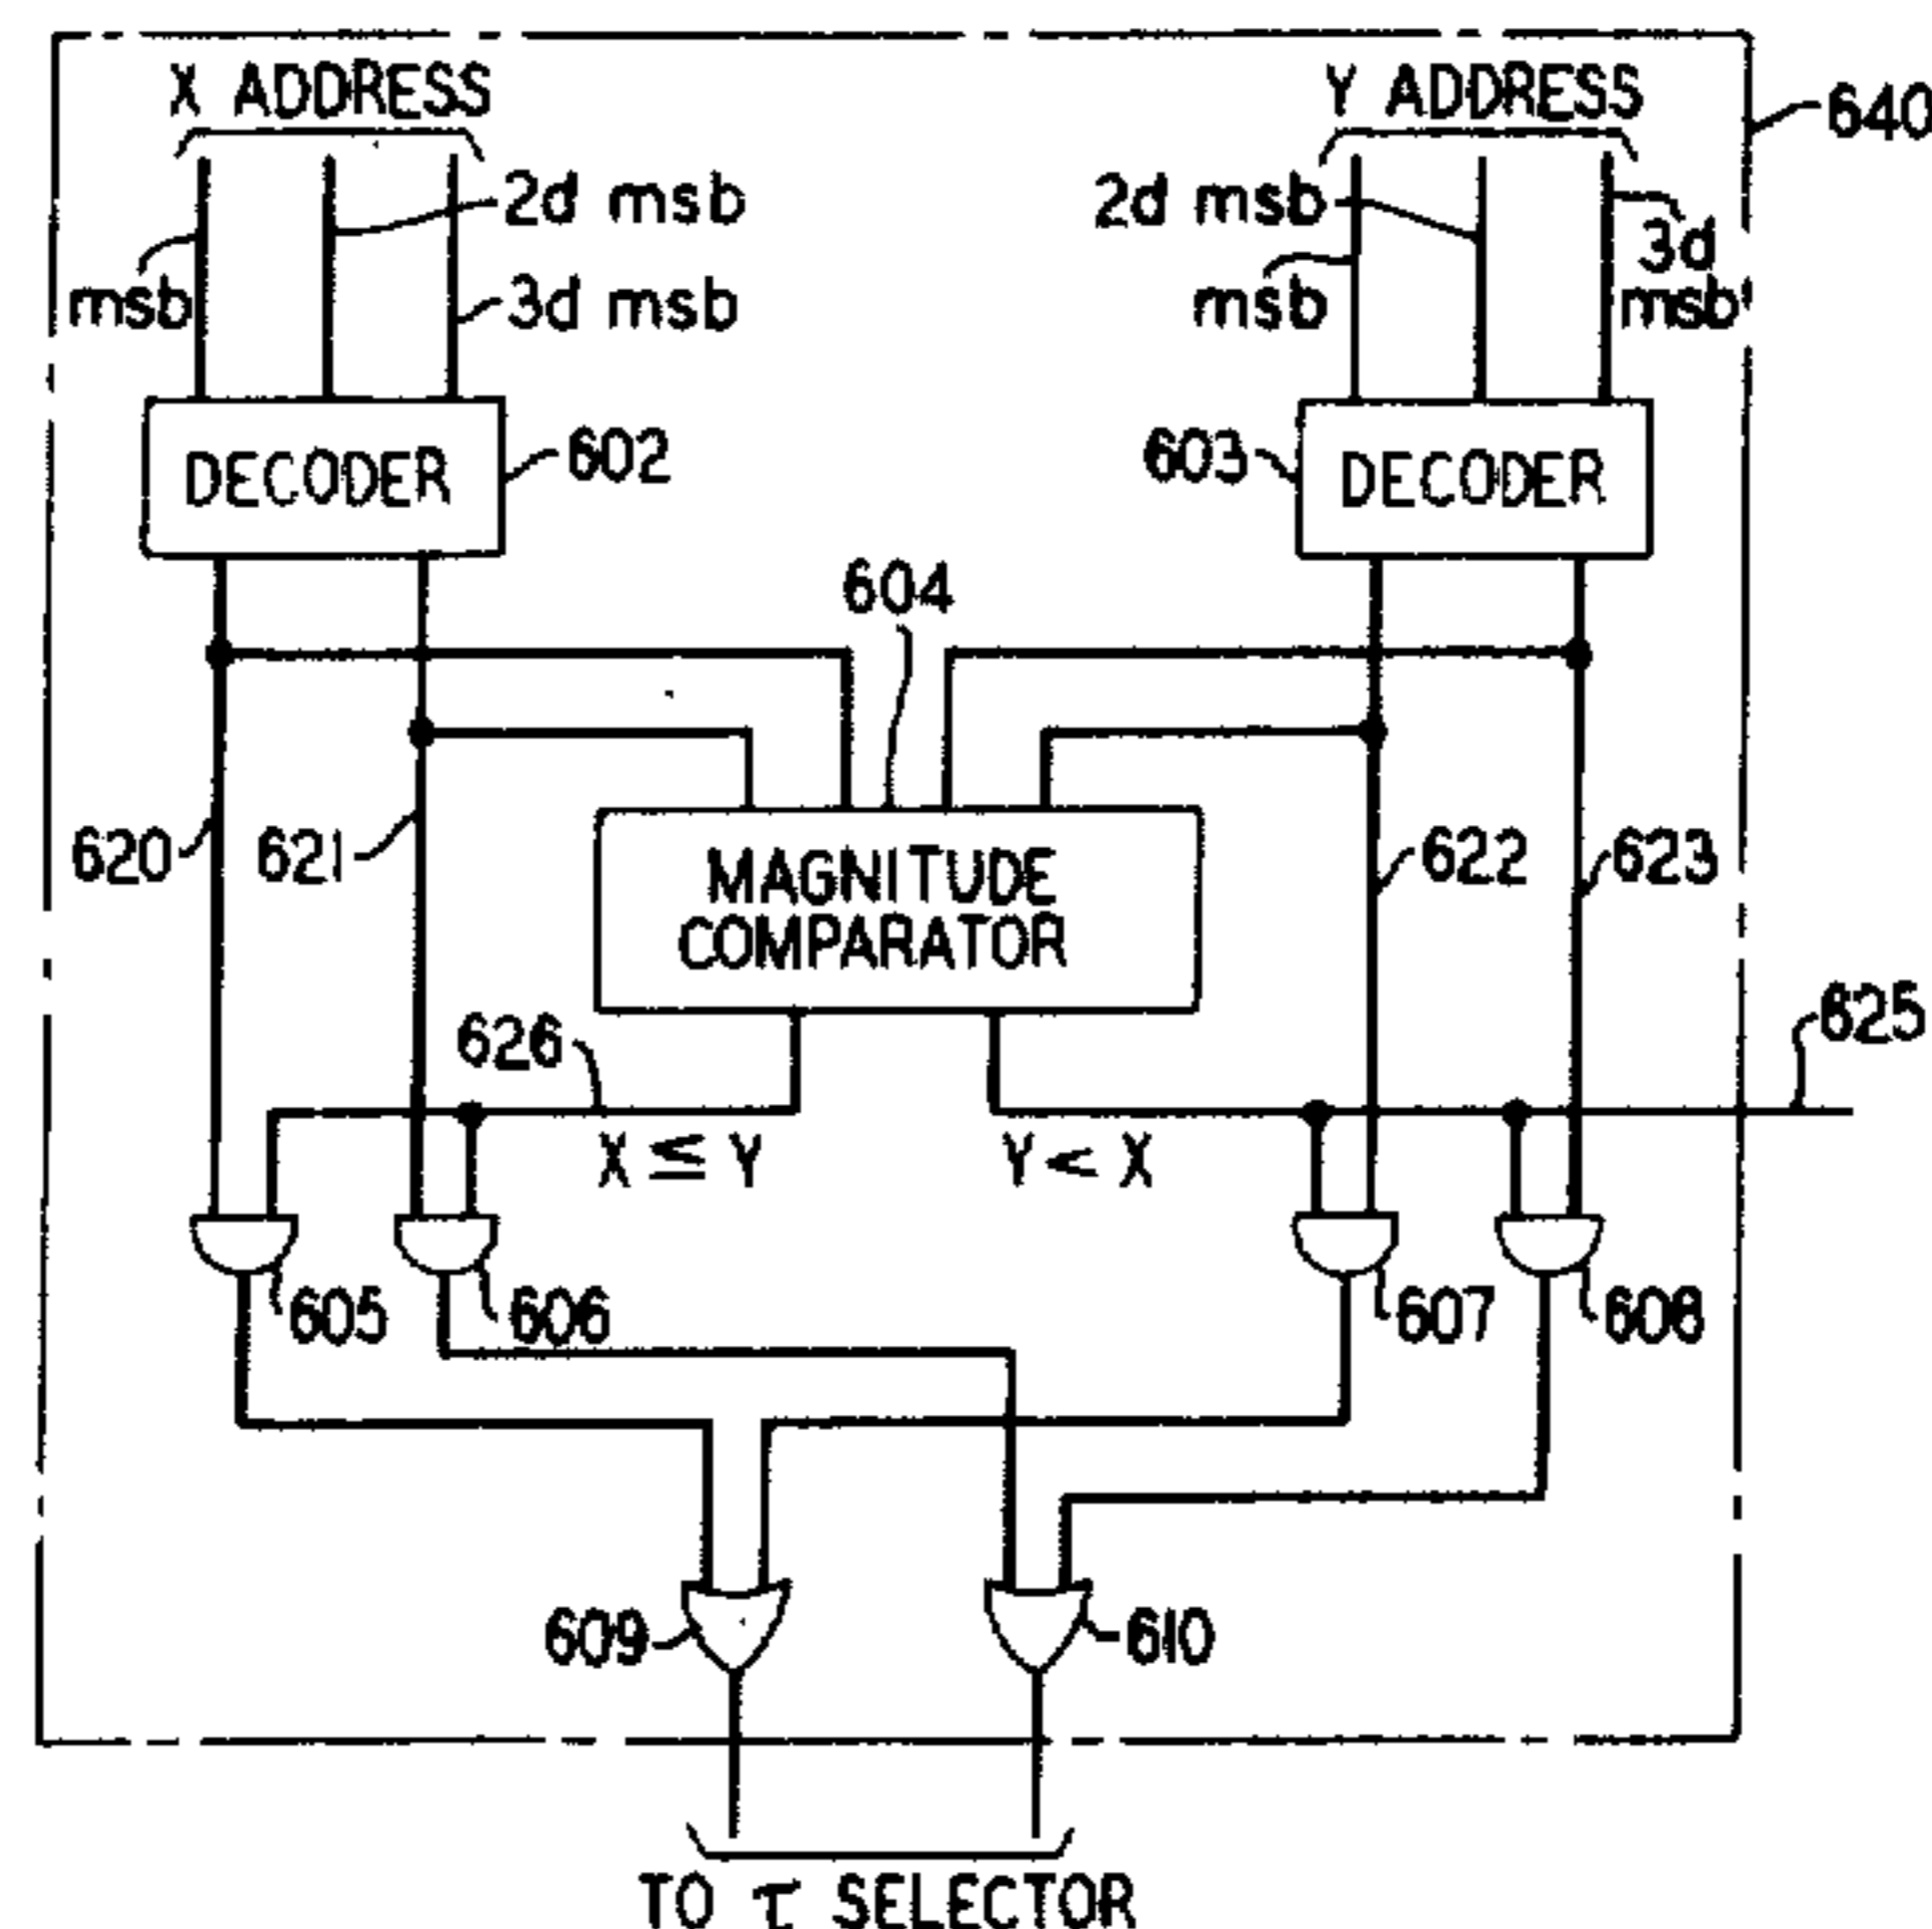 X ADDRESS
Y ADDRESS
640
2d msb
2d msb
3d
msb
msb
3d msb
msb
DECODER
602
603
DECODER
604
620
621
MAGNITUDE
COMPARATOR
622
623
626
625
X ≤ Y
Y < X
605
606
607
608
609
610
TO τ SELECTOR